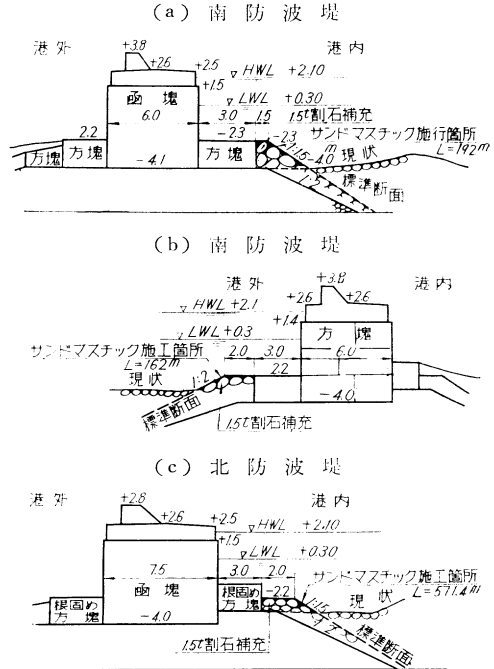 (a) 南防波堤
港外
港内
+3.8
+2.6
+2.5
+1.5
HWL +2.10
LWL +0.30
函塊
6.0
3.0
1.5
1.5t割石補充
2.2
-2.3
-2.3
サンドマスチック施行箇所
L=192m
方塊
方塊
-4.1
方塊
1:1.5
-4.0m
現状
1:2
標準断面
(b) 南防波堤
港外
港内
+3.8
+2.6
+2.6
HWL +2.1
+1.4
LWL +0.3
方塊
サンドマスチック施工箇所
L=162m
2.0
3.0
6.0
2.2
現状
1:2
-4.0
標準断面
1.5t割石補充
(c) 北防波堤
港外
港内
+2.8
+2.6
+2.5
HWL +2.10
+1.5
LWL +0.30
7.5
3.0
2.0
サンドマスチック施工箇所
L=571.4m
函塊
根固め
方塊
-4.0
根固め
方塊
-2.2
1:1.5
現状
標準断面
1.5t割石補充